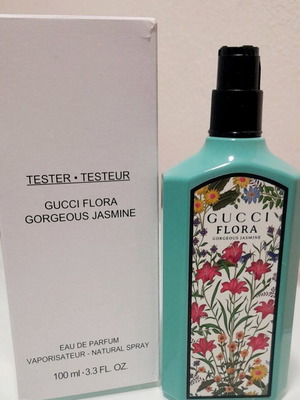 TESTER • TESTEUR
GUCCI FLORA
GORGEOUS JASMINE
EAU DE PARFUM
VAPORISATEUR - NATURAL SPRAY
100 ml · 3.3 FL. OZ.
GUCCI
FLORA
GORGEOUS JASMINE